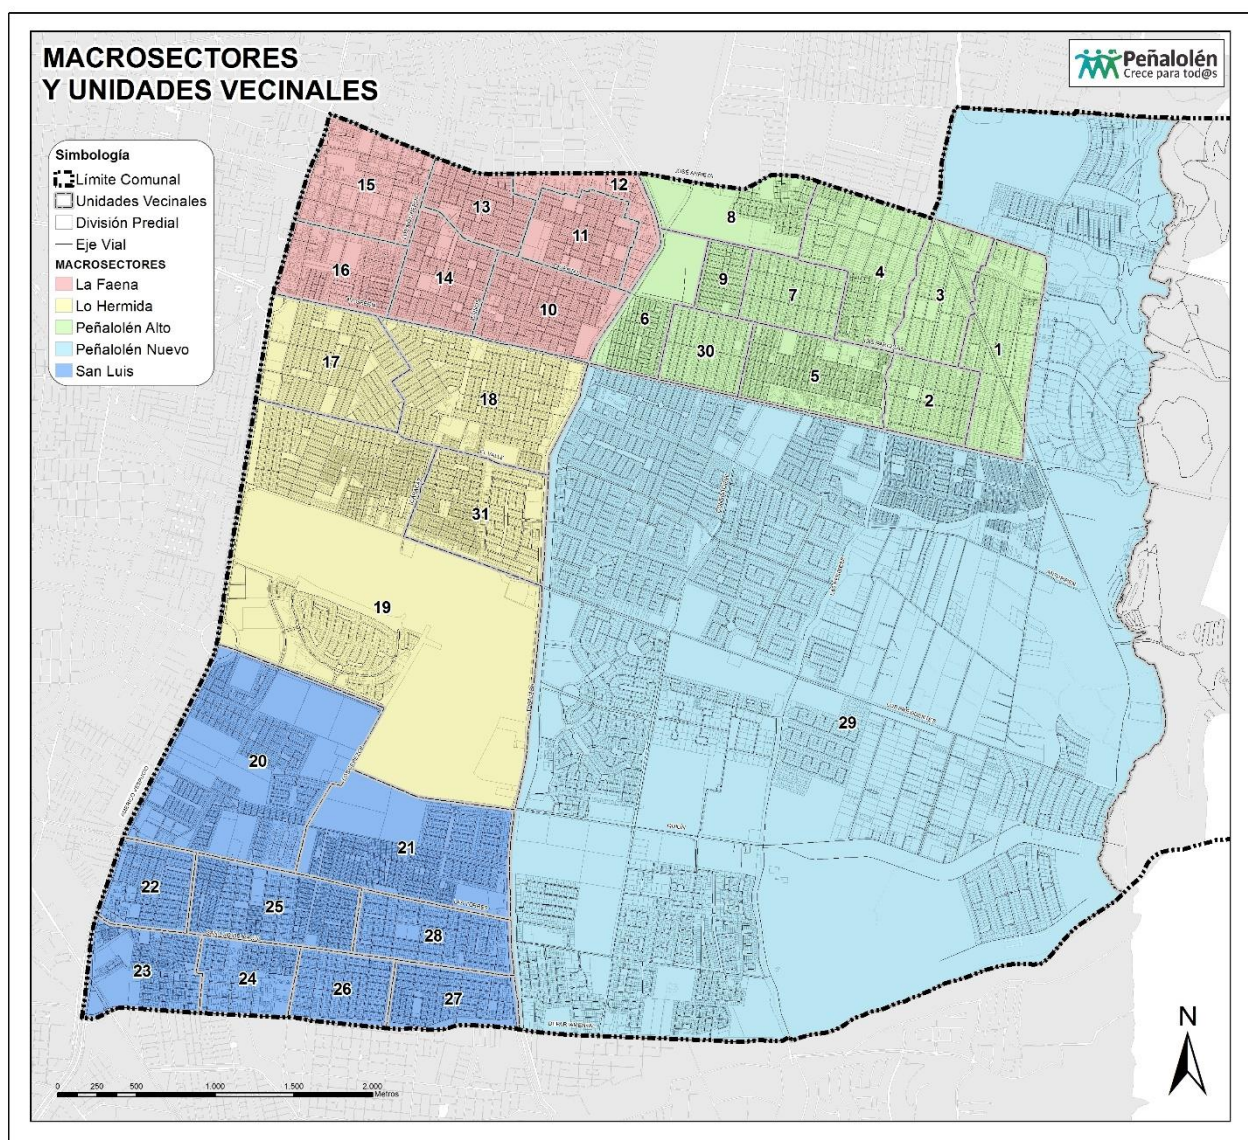 MACROSECTORES
Y UNIDADES VECINALES
Peñalolén
Crece para tod@s
Simbología
Límite Comunal
Unidades Vecinales
División Predial
Eje Vial
MACROSECTORES
La Faena
Lo Hermida
Peñalolén Alto
Peñalolén Nuevo
San Luis
15
13
12
11
16
14
10
8
4
9
7
3
6
30
5
2
1
17
18
31
19
29
20
21
22
25
28
23
24
26
27
JOSÉ ARRIETA
N
0 250 500 1.000 1.500 2.000
Metros